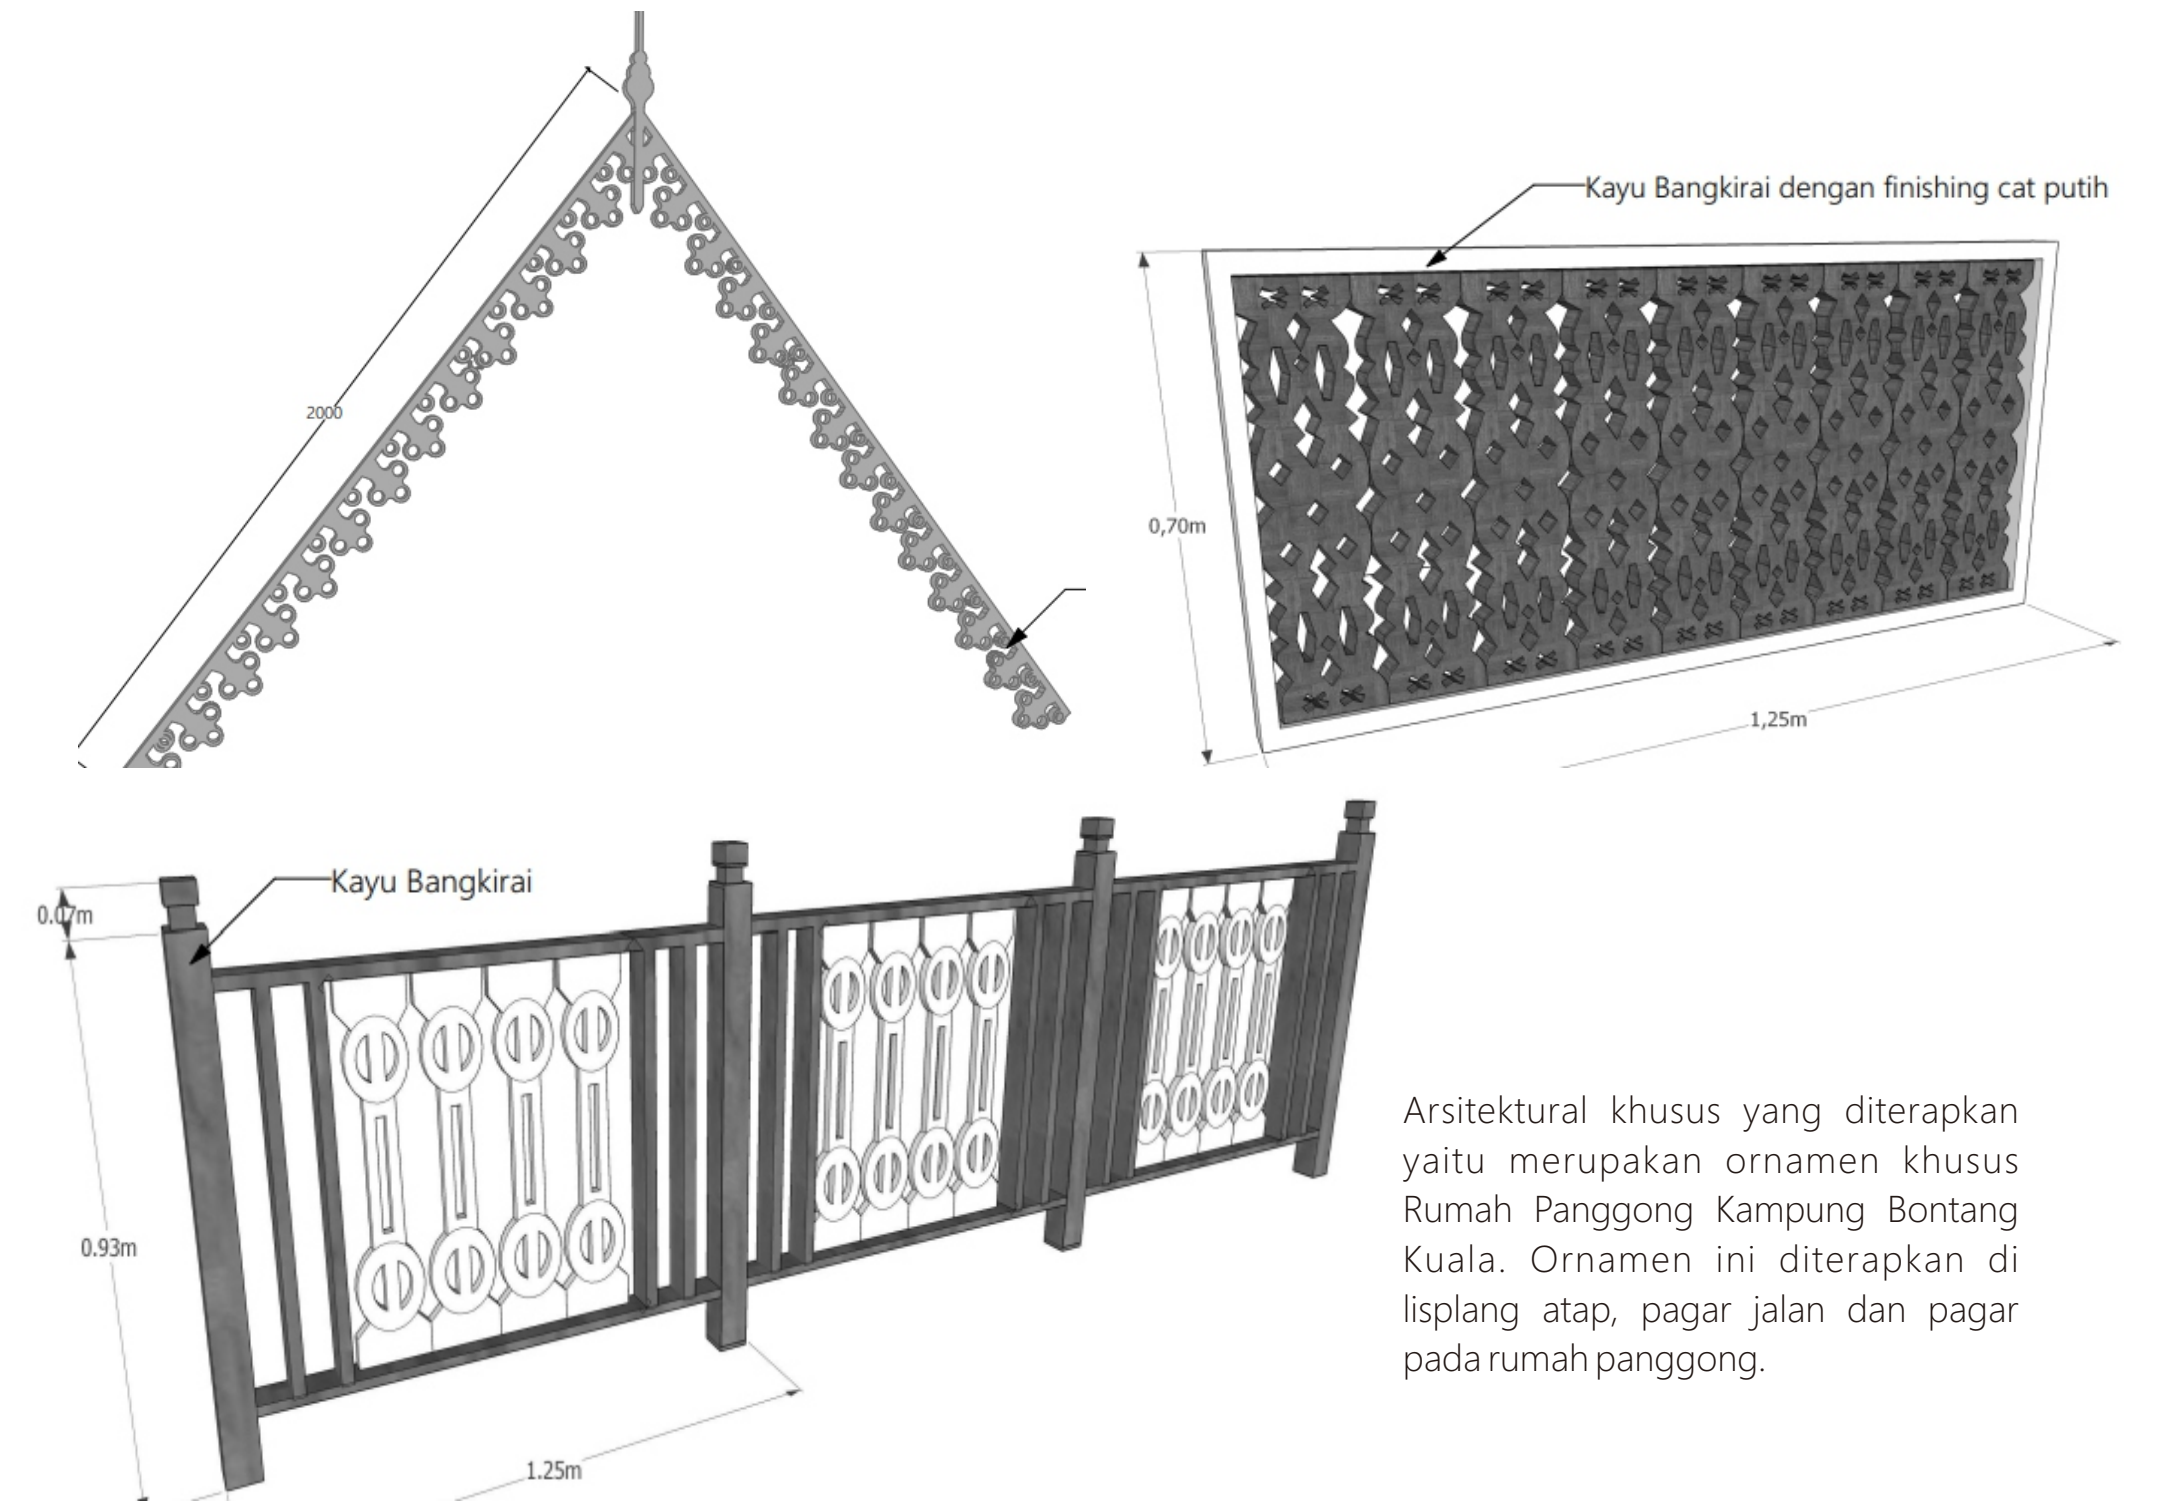 2000
Kayu Bangkirai dengan finishing cat putih
0,70m
1,25m
Kayu Bangkirai
0.07m
0.93m
1.25m
Arsitektural khusus yang diterapkan
yaitu merupakan ornamen khusus
Rumah Panggong Kampung Bontang
Kuala. Ornamen ini diterapkan di
lisplang atap, pagar jalan dan pagar
pada rumah panggong.